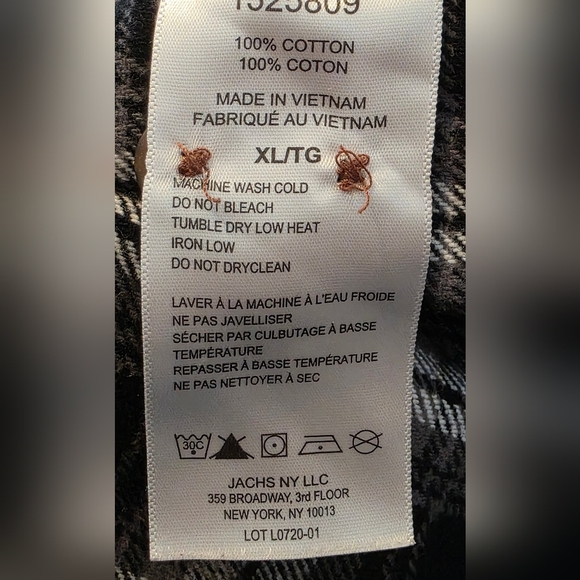 1525809
100% COTTON
100% COTON
MADE IN VIETNAM
FABRIQUÉ AU VIETNAM
XL/TG
MACHINE WASH COLD
DO NOT BLEACH
TUMBLE DRY LOW HEAT
IRON LOW
DO NOT DRYCLEAN
LAVER À LA MACHINE À L'EAU FROIDE
NE PAS JAVELLISER
SÉCHER PAR CULBUTAGE À BASSE
TEMPÉRATURE
REPASSER À BASSE TEMPÉRATURE
NE PAS NETTOYER À SEC
30C
JACHS NY LLC
359 BROADWAY, 3rd FLOOR
NEW YORK, NY 10013
LOT L0720-01